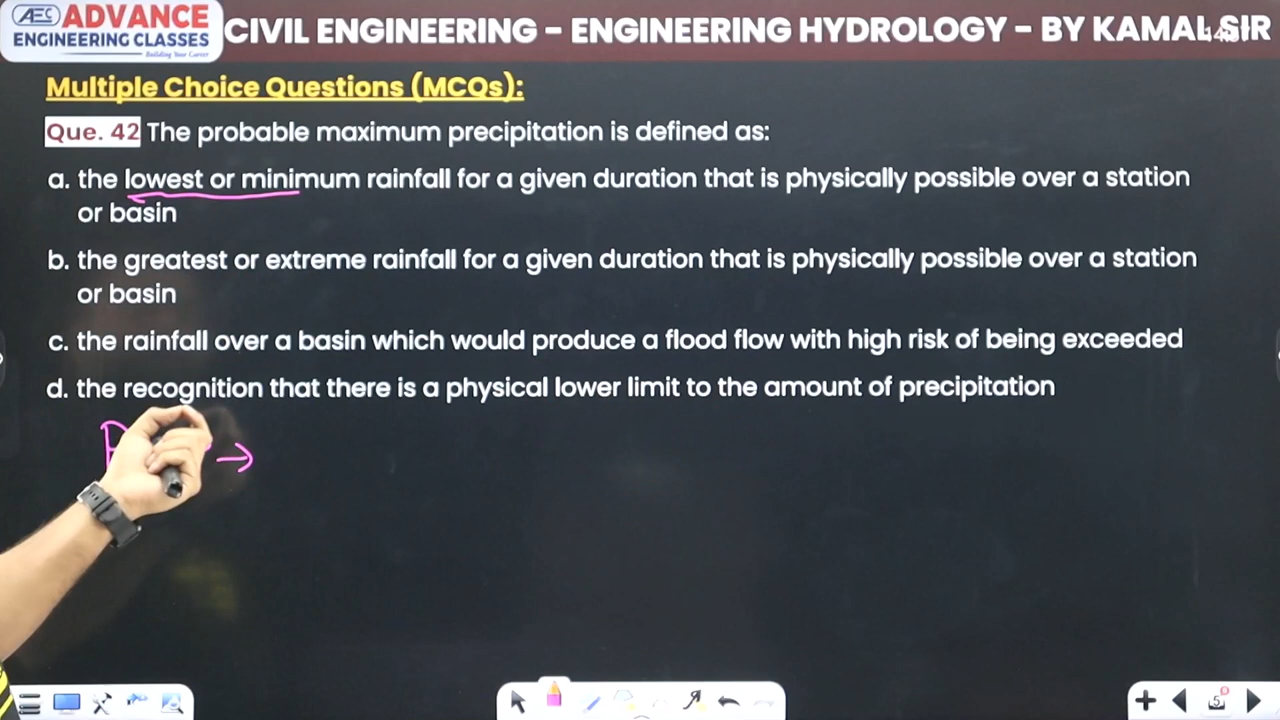 AEC ADVANCE
ENGINEERING CLASSES
Building Your Career
CIVIL ENGINEERING – ENGINEERING HYDROLOGY – BY KAMAL SIR
Multiple Choice Questions (MCQs):
Que. 42 The probable maximum precipitation is defined as:
a. the lowest or minimum rainfall for a given duration that is physically possible over a station
or basin
b. the greatest or extreme rainfall for a given duration that is physically possible over a station
or basin
c. the rainfall over a basin which would produce a flood flow with high risk of being exceeded
d. the recognition that there is a physical lower limit to the amount of precipitation